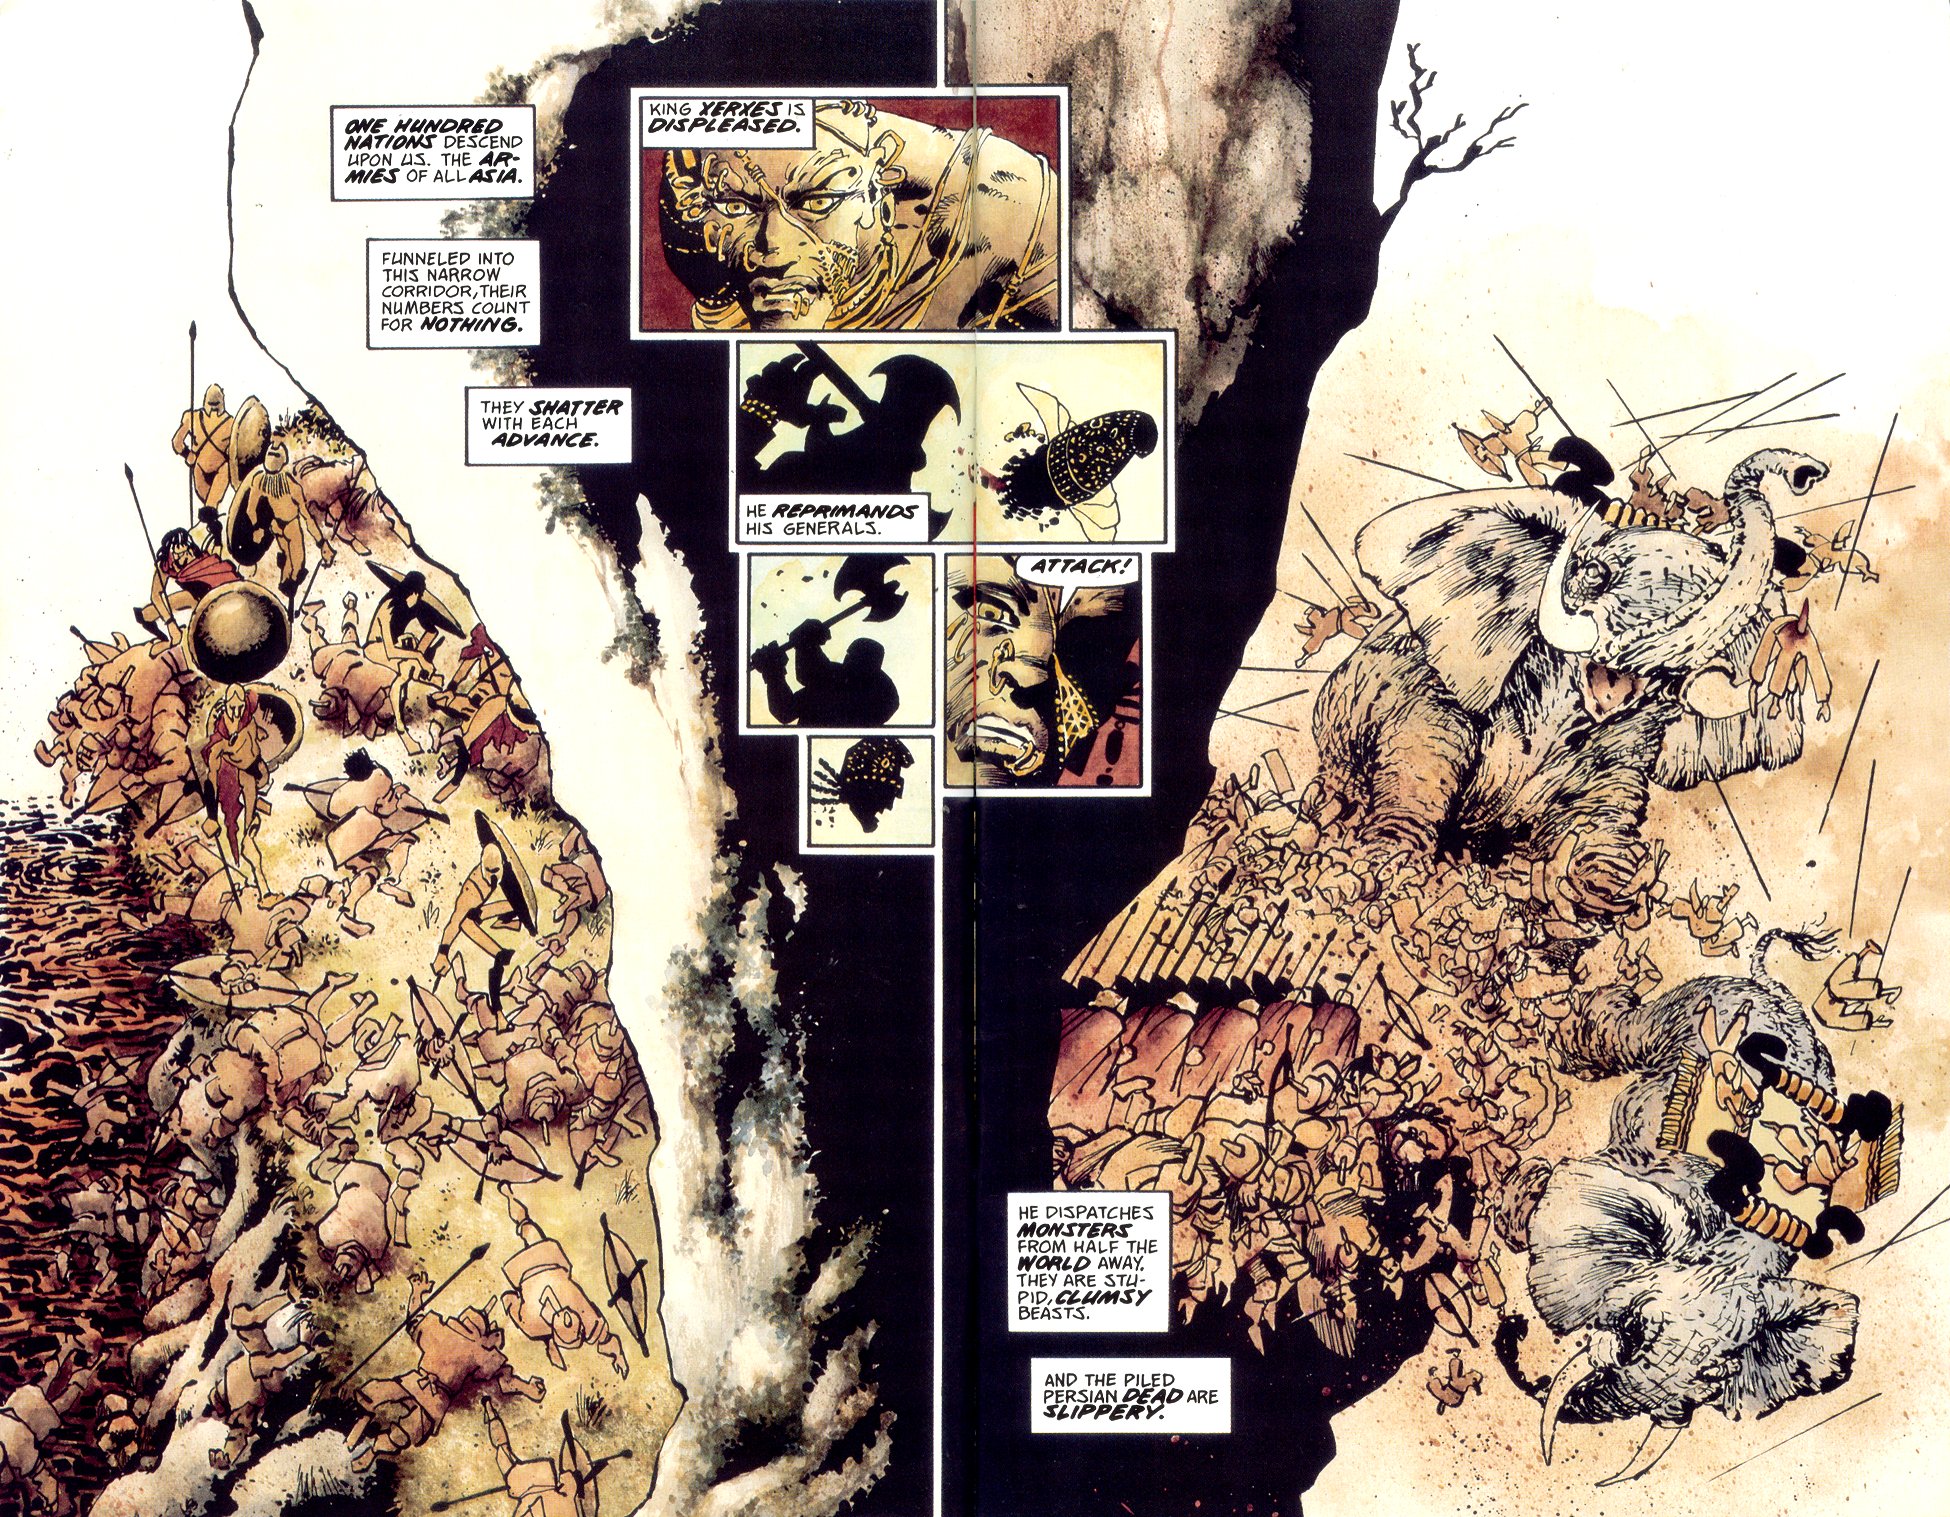 ONE HUNDRED
NATIONS DESCEND
UPON US. THE AR-
MIES OF ALL ASIA.
FUNNELED INTO
THIS NARROW
CORRIDOR, THEIR
NUMBERS COUNT
FOR NOTHING.
THEY SHATTER
WITH EACH
ADVANCE.
KING XERXES IS
DISPLEASED.
HE REPRIMANDS
HIS GENERALS.
ATTACK!
HE DISPATCHES
MONSTERS
FROM HALF THE
WORLD AWAY.
THEY ARE STU-
PID, CLUMSY
BEASTS.
AND THE PILED
PERSIAN DEAD ARE
SLIPPERY.